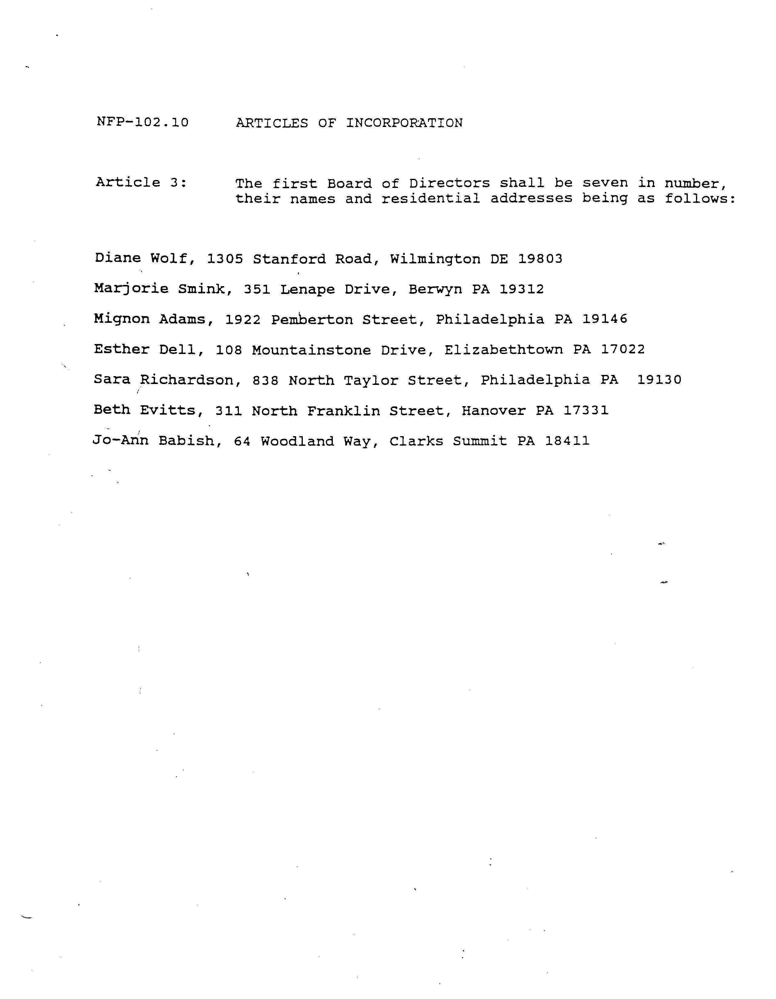 NFP-102.10 ARTICLES OF INCORPORATION
Article 3: The first Board of Directors shall be seven in number,
their names and residential addresses being as follows:
Diane Wolf, 1305 Stanford Road, Wilmington DE 19803
Marjorie Smink, 351 Lenape Drive, Berwyn PA 19312
Mignon Adams, 1922 Pemberton Street, Philadelphia PA 19146
Esther Dell, 108 Mountainstone Drive, Elizabethtown PA 17022
Sara Richardson, 838 North Taylor Street, Philadelphia PA 19130
Beth Evitts, 311 North Franklin Street, Hanover PA 17331
Jo-Ann Babish, 64 Woodland Way, Clarks Summit PA 18411